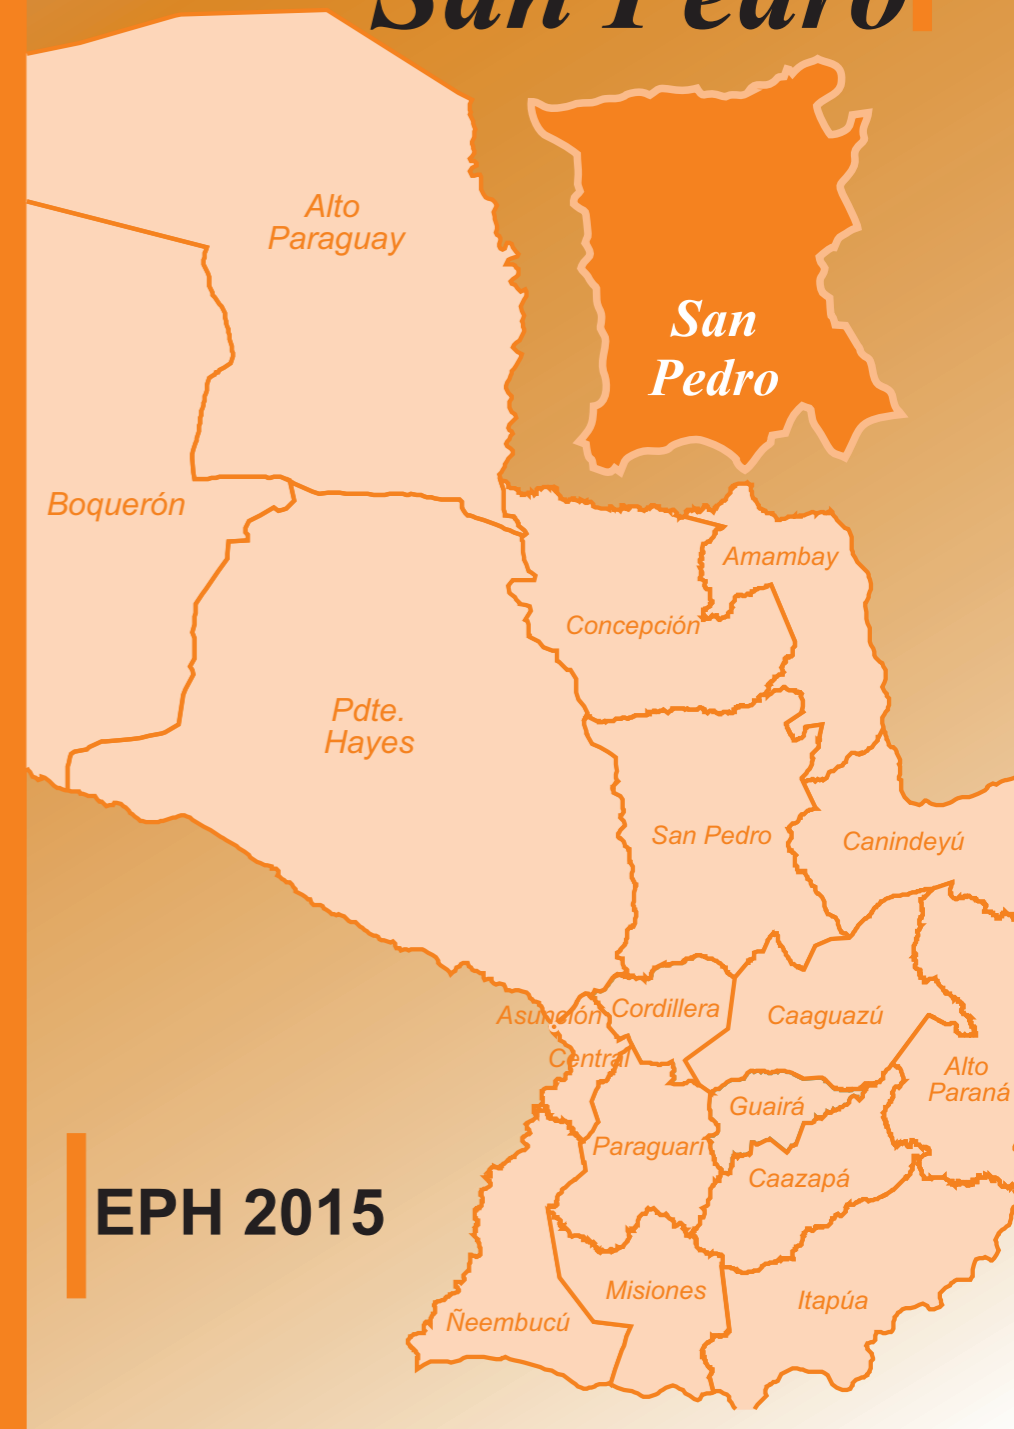 San Pedro
Alto
Paraguay
San
Pedro
Boquerón
Amambay
Concepción
Pdte.
Hayes
San Pedro
Canindeyú
Asunción
Cordillera
Caaguazú
Central
Alto
Paraná
Guairá
Paraguarí
Caazapá
EPH 2015
Misiones
Itapúa
Ñeembucú